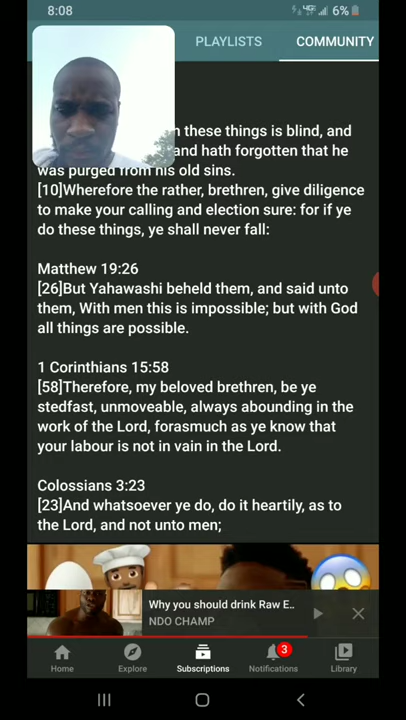 8:08
4G
6%
PLAYLISTS COMMUNITY
these things is blind, and
and hath forgotten that he
was purged from his old sins.
[10]Wherefore the rather, brethren, give diligence
to make your calling and election sure: for if ye
do these things, ye shall never fall:
Matthew 19:26
[26]But Yahawashi beheld them, and said unto
them, With men this is impossible; but with God
all things are possible.
1 Corinthians 15:58
[58]Therefore, my beloved brethren, be ye
stedfast, unmoveable, always abounding in the
work of the Lord, forasmuch as ye know that
your labour is not in vain in the Lord.
Colossians 3:23
[23]And whatsoever ye do, do it heartily, as to
the Lord, and not unto men;
Why you should drink Raw E..
NDO CHAMP
3
Home Explore Subscriptions Notifications Library